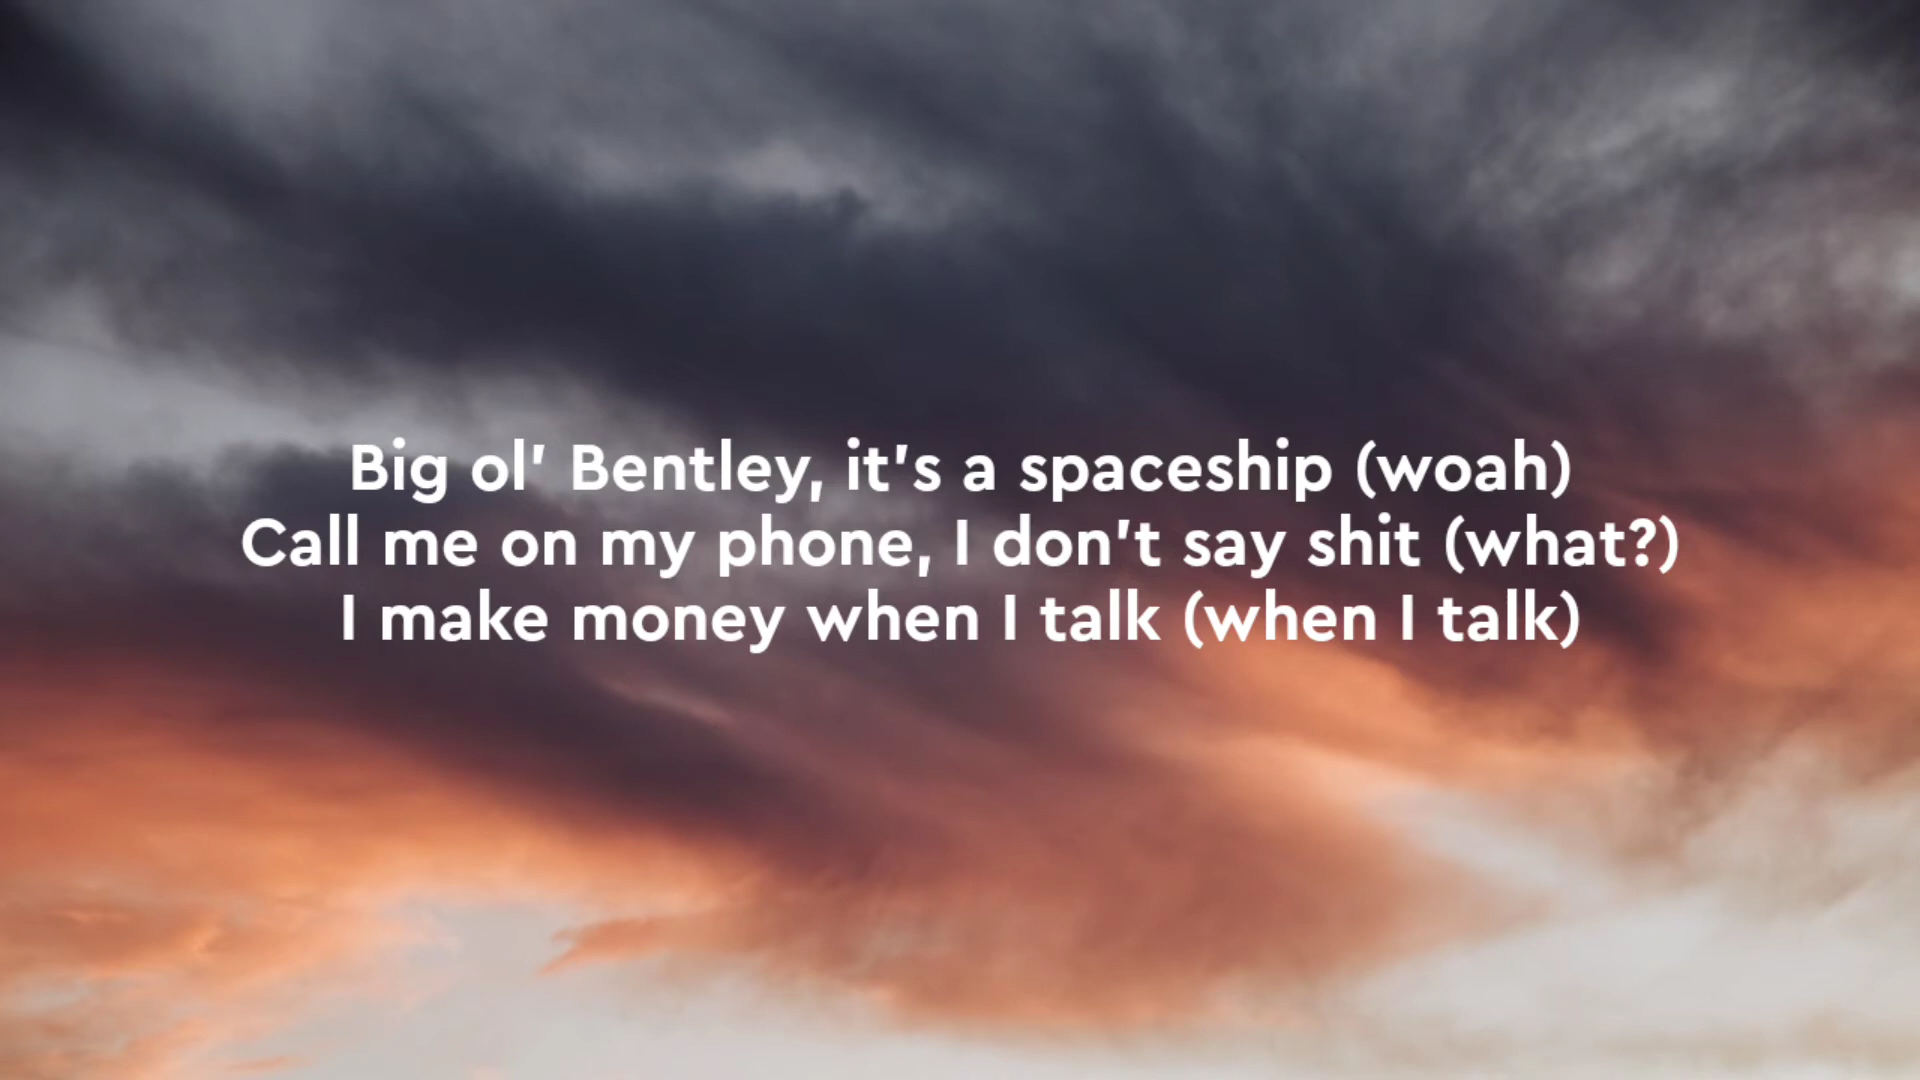 Big ol' Bentley, it's a spaceship (woah)
Call me on my phone, I don't say shit (what?)
I make money when I talk (when I talk)